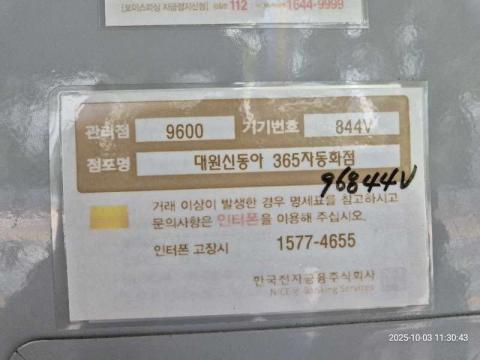 [보이스피싱 지급정지신청] 112 1644-9999
관리점 9600 기기번호 844V
점포명 대원신동아 365자동화점
96844V
거래 이상이 발생한 경우 명세표를 참고하시고
문의사항은 인터폰을 이용해 주십시오.
인터폰 고장시 1577-4655
한국전자금융주식회사
NICE e-Banking Services
2025-10-03 11:30:43